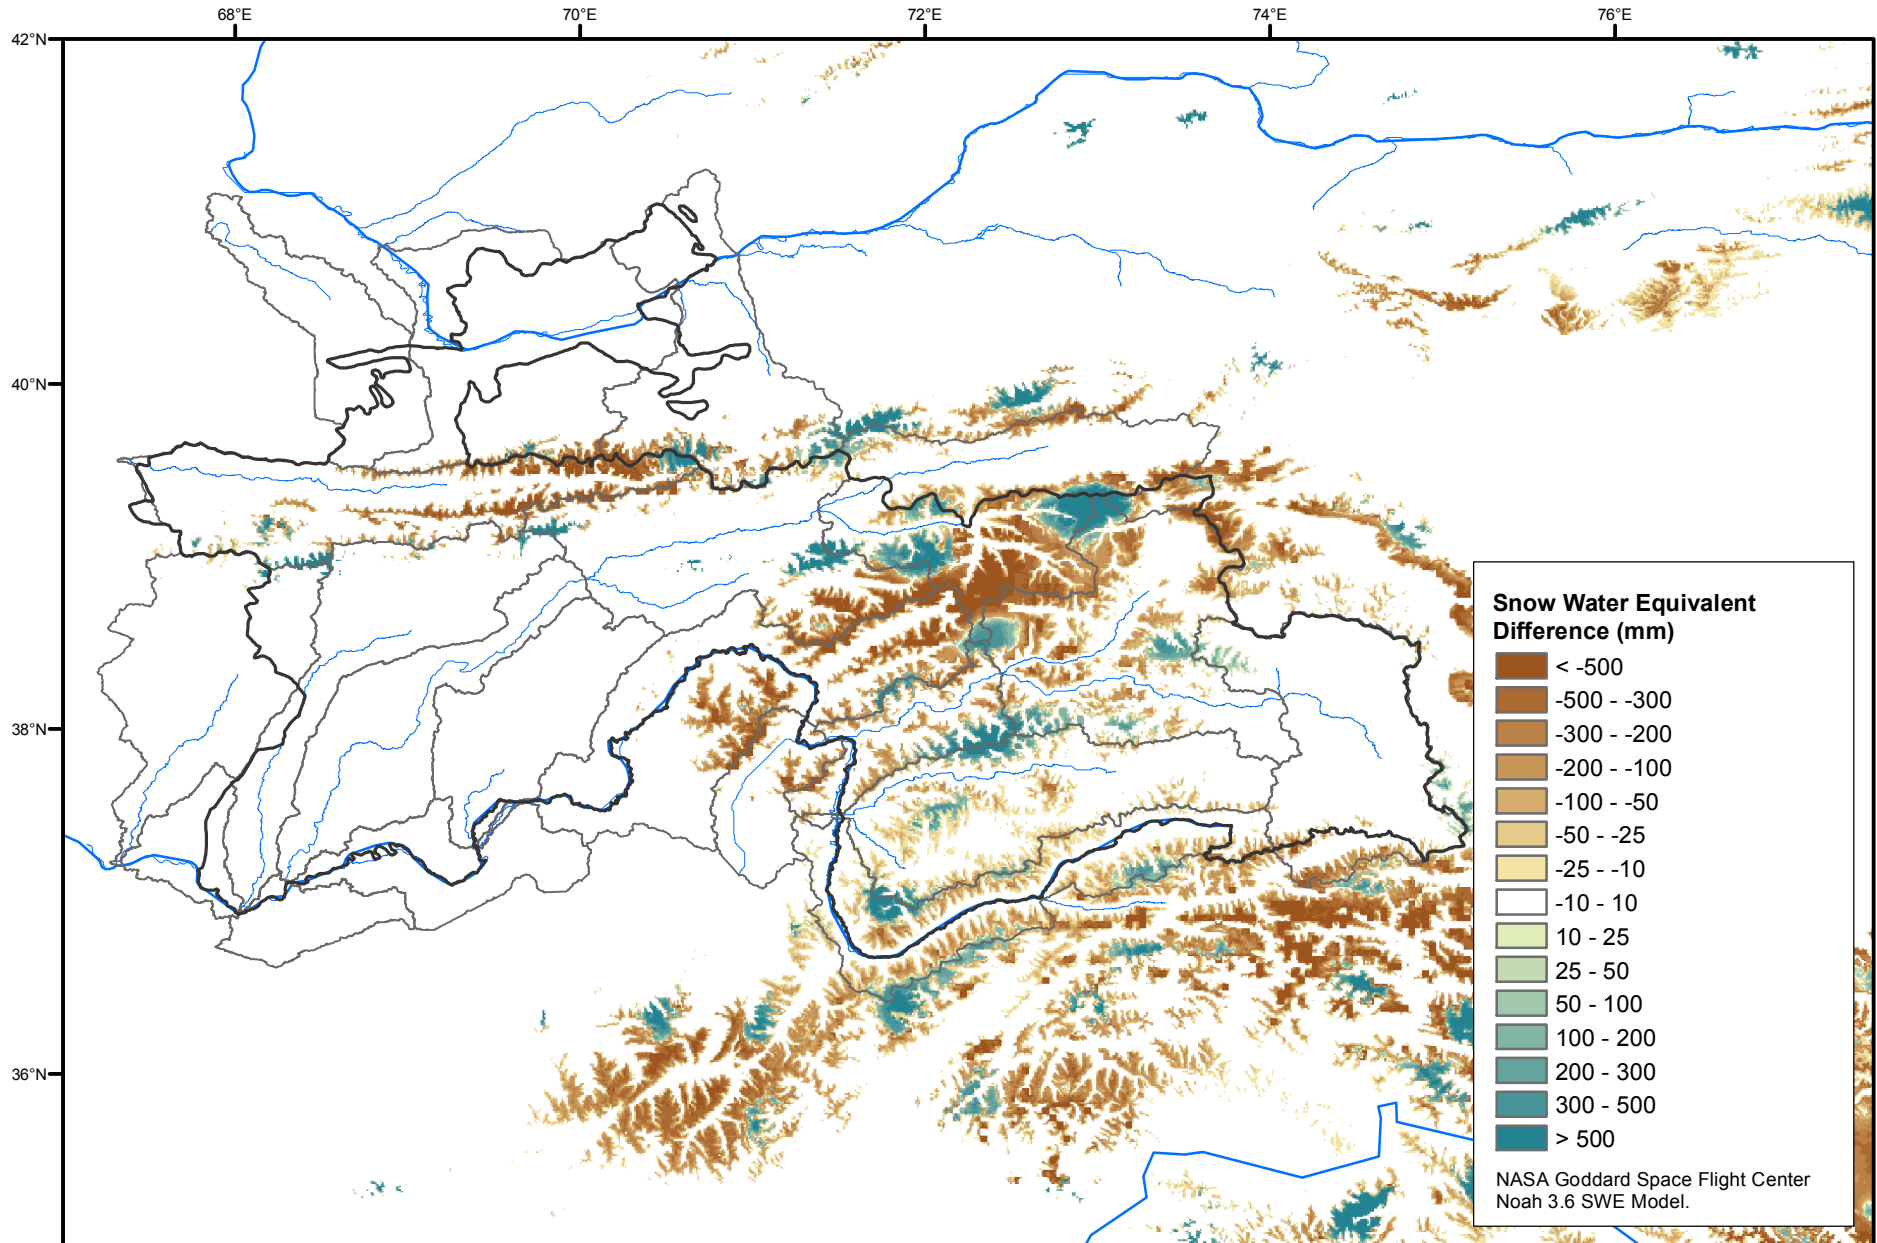 68°E
70°E
72°E
74°E
76°E
42°N
40°N
38°N
36°N
Snow Water Equivalent
Difference (mm)
< -500
-500 - -300
-300 - -200
-200 - -100
-100 - -50
-50 - -25
-25 - -10
-10 - 10
10 - 25
25 - 50
50 - 100
100 - 200
200 - 300
300 - 500
> 500
NASA Goddard Space Flight Center
Noah 3.6 SWE Model.